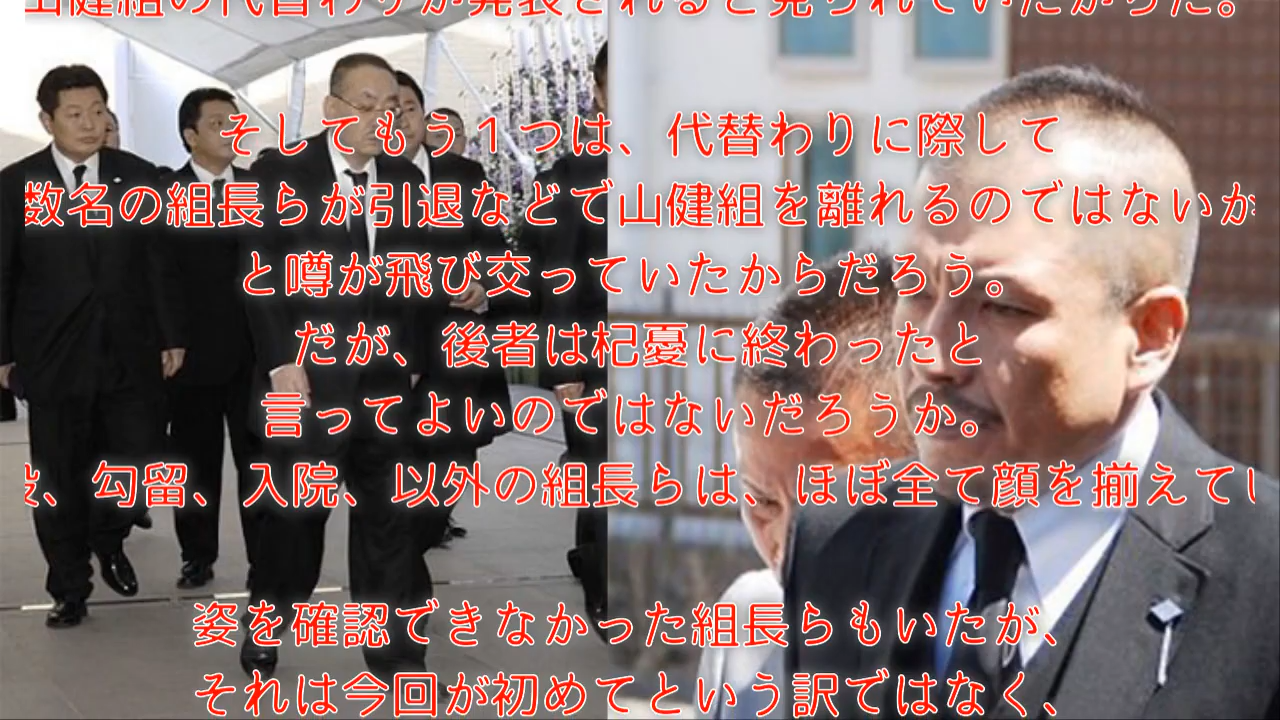 山健組の代替わりが発表されると見られていたからだ。
そしてもう１つは、代替わりに際して
数名の組長らが引退などで山健組を離れるのではないか
と噂が飛び交っていたからだろう。
だが、後者は杞憂に終わったと
言ってよいのではないだろうか。
、勾留、入院、以外の組長らは、ほぼ全て顔を揃えてい
姿を確認できなかった組長らもいたが、
それは今回が初めてという訳ではなく、